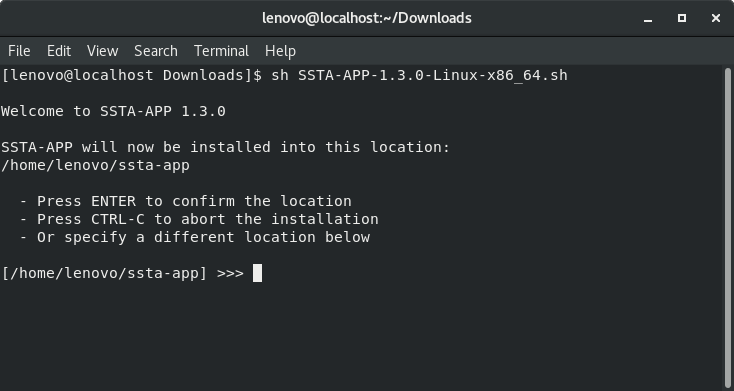 lenovo@localhost:~/Downloads
File Edit View Search Terminal Help
[lenovo@localhost Downloads]$ sh SSTA-APP-1.3.0-Linux-x86_64.sh
Welcome to SSTA-APP 1.3.0
SSTA-APP will now be installed into this location:
/home/lenovo/ssta-app
- Press ENTER to confirm the location
- Press CTRL-C to abort the installation
- Or specify a different location below
[/home/lenovo/ssta-app] >>>